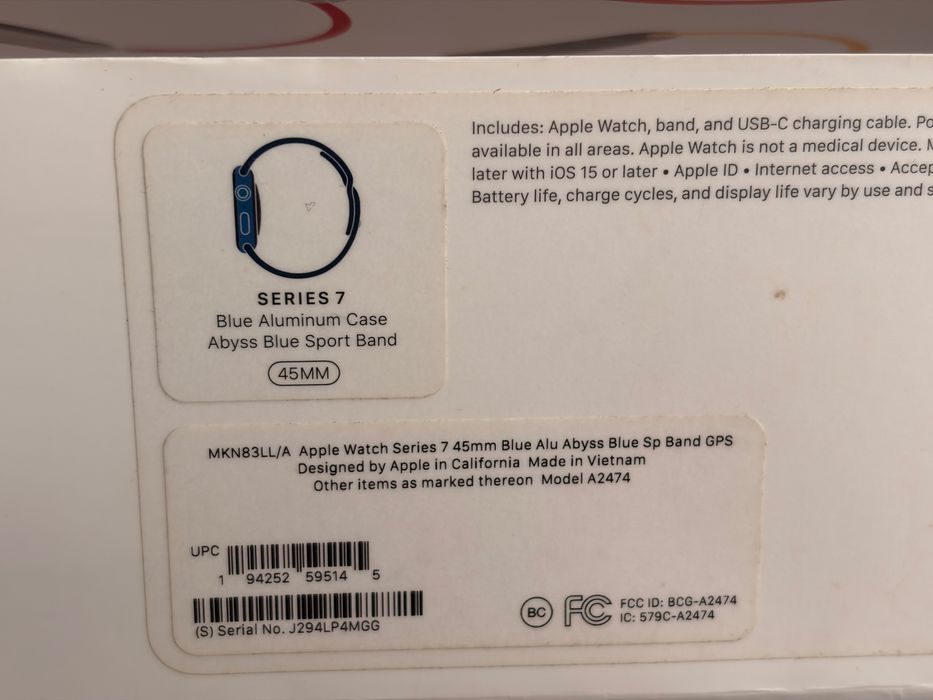 Includes: Apple Watch, band, and USB-C charging cable.
available in all areas. Apple Watch is not a medical device.
later with iOS 15 or later • Apple ID • Internet access •
Battery life, charge cycles, and display life vary by use and
SERIES 7
Blue Aluminum Case
Abyss Blue Sport Band
45MM
MKN83LL/A Apple Watch Series 7 45mm Blue Alu Abyss Blue Sp Band GPS
Designed by Apple in California Made in Vietnam
Other items as marked thereon Model A2474
UPC
1 94252 59514 5
(S) Serial No. J294LP4MGG
BC FC FCC ID: BCG-A2474
IC: 579C-A2474